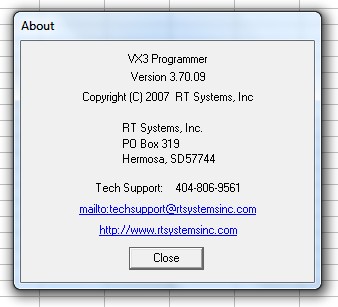 About
VX3 Programmer
Version 3.70.09
Copyright (C) 2007 RT Systems, Inc
RT Systems, Inc.
PO Box 319
Hermosa, SD57744
Tech Support: 404-806-9561
mailto:techsupport@rtsystemsinc.com
http://www.rtsystemsinc.com
Close